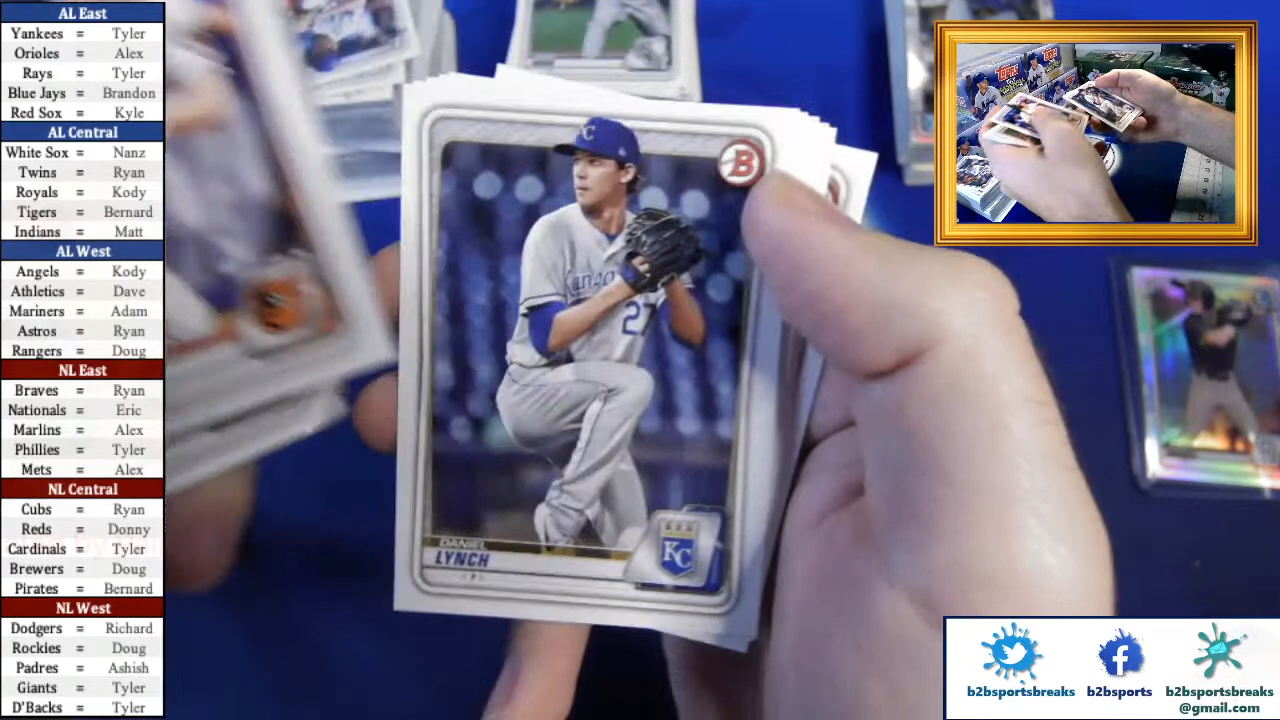 AL East
Yankees = Tyler
Orioles = Alex
Rays = Tyler
Blue Jays = Brandon
Red Sox = Kyle
AL Central
White Sox = Nanz
Twins = Ryan
Royals = Kody
Tigers = Bernard
Indians = Matt
AL West
Angels = Kody
Athletics = Dave
Mariners = Adam
Astros = Ryan
Rangers = Doug
NL East
Braves = Ryan
Nationals = Eric
Marlins = Alex
Phillies = Tyler
Mets = Alex
NL Central
Cubs = Ryan
Reds = Donny
Cardinals = Tyler
Brewers = Doug
Pirates = Bernard
NL West
Dodgers = Richard
Rockies = Doug
Padres = Ashish
Giants = Tyler
D'Backs = Tyler
KC
B
27
DANIEL
LYNCH
KC
TOPPS
b2bsportsbreaks
b2bsports
b2bsportsbreaks
@gmail.com